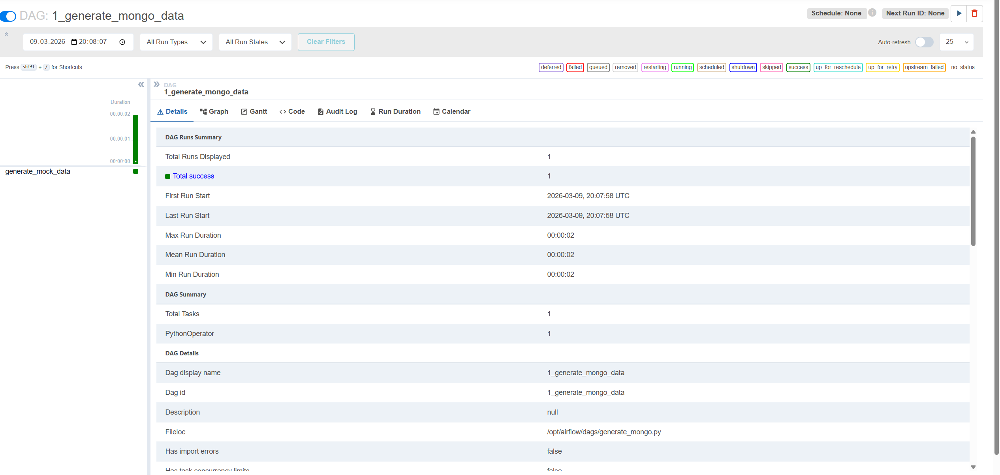 DAG: 1_generate_mongo_data
Schedule: None
Next Run ID: None
09.03.2026 20:08:07
All Run Types
All Run States
Clear Filters
Auto-refresh
25
Press shift + / for Shortcuts
deferred failed queued removed restarting running scheduled shutdown skipped success up_for_reschedule up_for_retry upstream_failed no_status
Duration
00:00:02
00:00:01
00:00:00
generate_mock_data
DAG
1_generate_mongo_data
Details Graph Gantt Code Audit Log Run Duration Calendar
DAG Runs Summary
Total Runs Displayed 1
Total success 1
First Run Start 2026-03-09, 20:07:58 UTC
Last Run Start 2026-03-09, 20:07:58 UTC
Max Run Duration 00:00:02
Mean Run Duration 00:00:02
Min Run Duration 00:00:02
DAG Summary
Total Tasks 1
PythonOperator 1
DAG Details
Dag display name 1_generate_mongo_data
Dag id 1_generate_mongo_data
Description null
Fileloc /opt/airflow/dags/generate_mongo.py
Has import errors false
Has task concurrency limits false